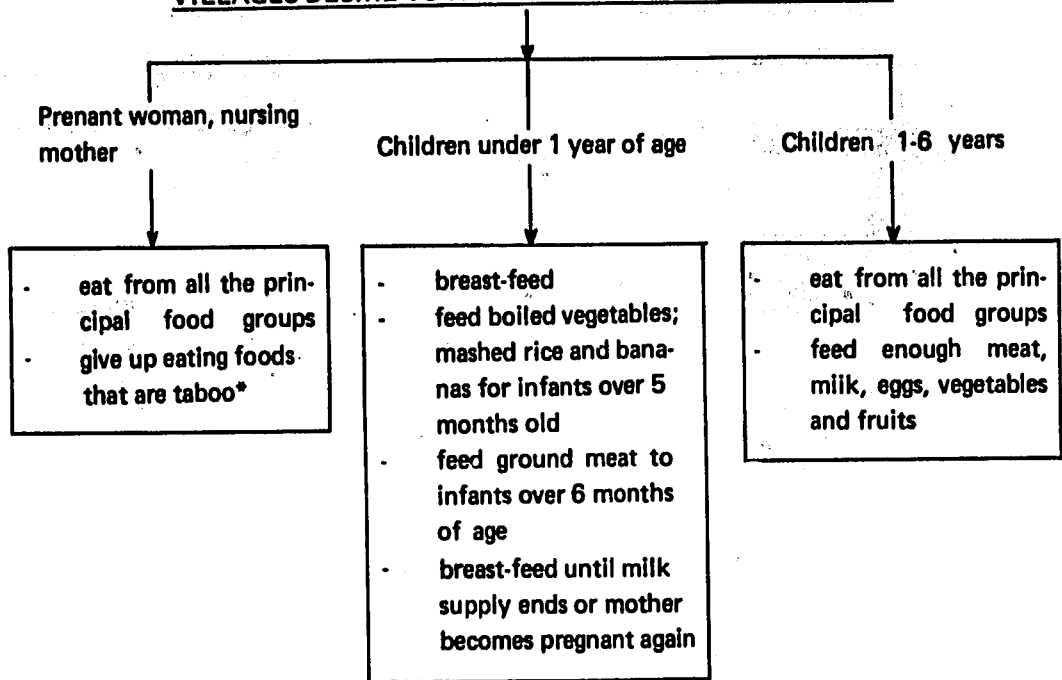 Prenant woman, nursing
mother
Children under 1 year of age
Children 1-6 years
- eat from all the prin-
cipal food groups
- give up eating foods
that are taboo*
- breast-feed
- feed boiled vegetables;
mashed rice and bana-
nas for infants over 5
months old
- feed ground meat to
infants over 6 months
of age
- breast-feed until milk
supply ends or mother
becomes pregnant again
- eat from all the prin-
cipal food groups
- feed enough meat,
milk, eggs, vegetables
and fruits